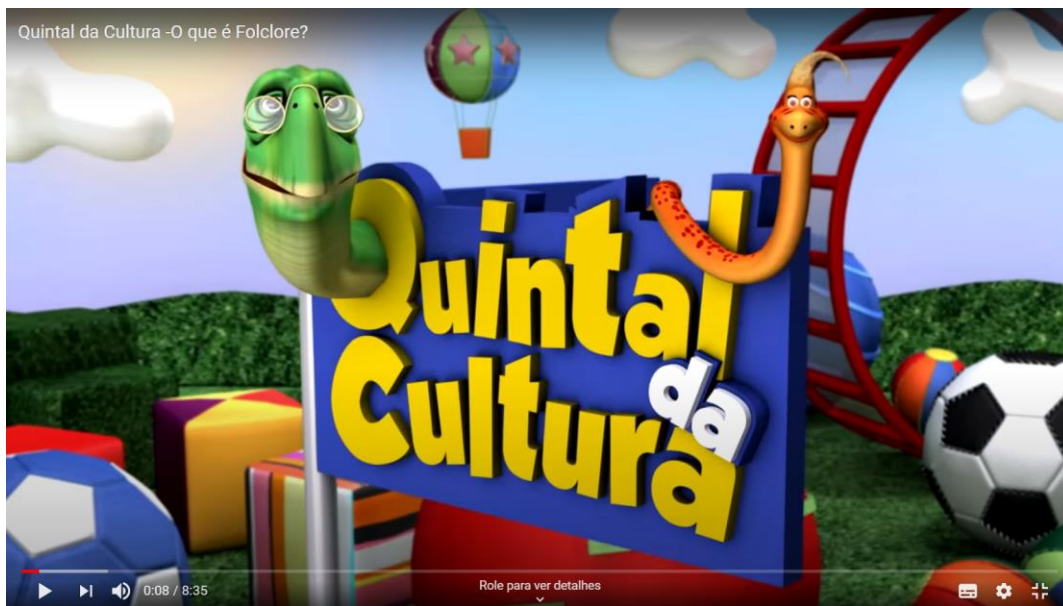 Quintal da Cultura -O que é Folclore?
Quintal
da
Cultura
0:08 / 8:35
Role para ver detalhes